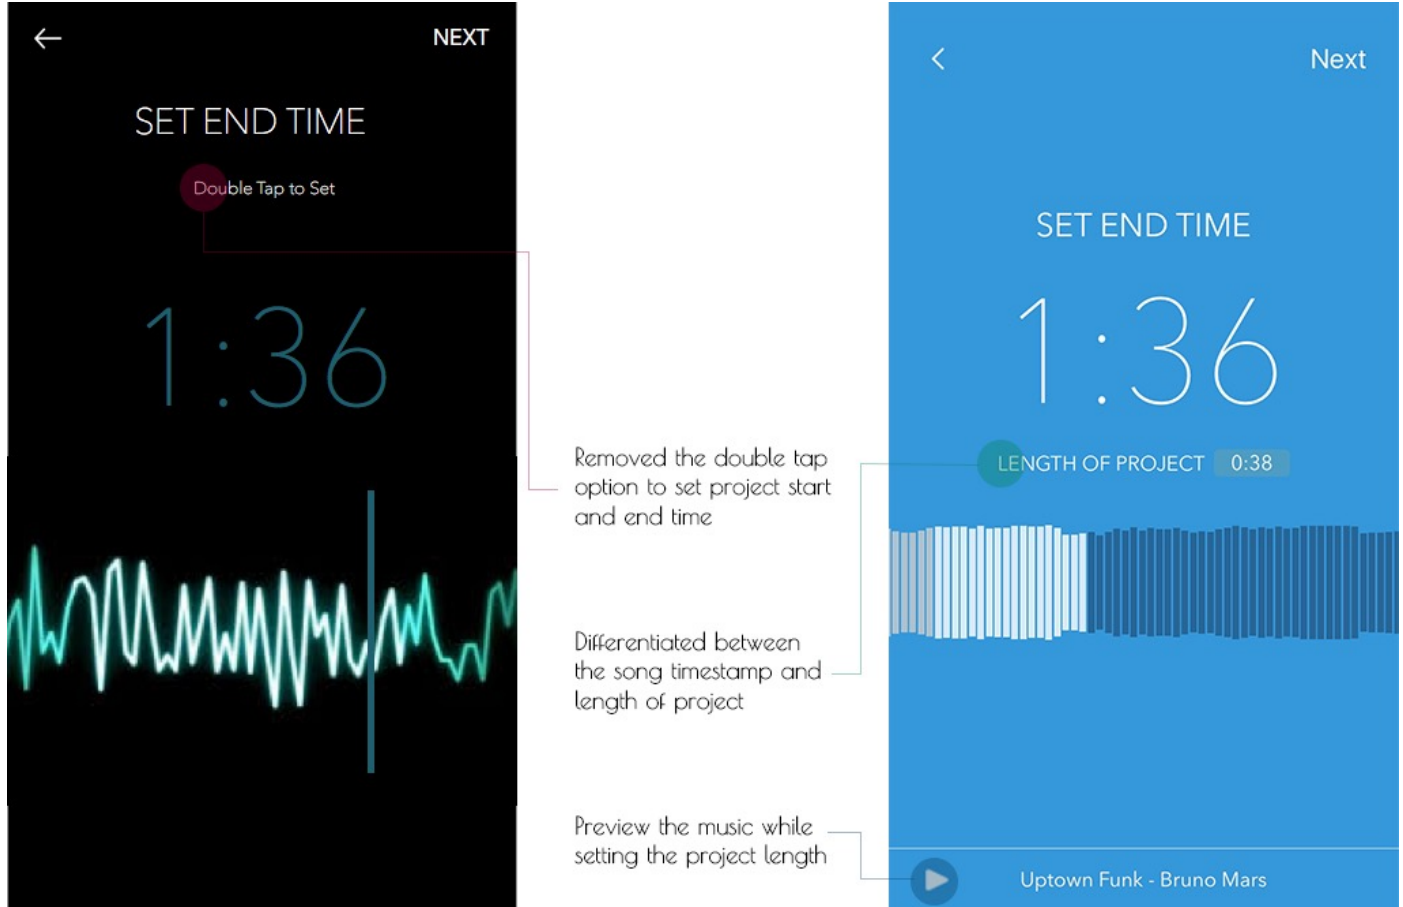 NEXT
SET END TIME
Double Tap to Set
1:36
Removed the double tap
option to set project start
and end time
Differentiated between
the song timestamp and
length of project
Preview the music while
setting the project length
Next
SET END TIME
1:36
LENGTH OF PROJECT 0:38
Uptown Funk - Bruno Mars